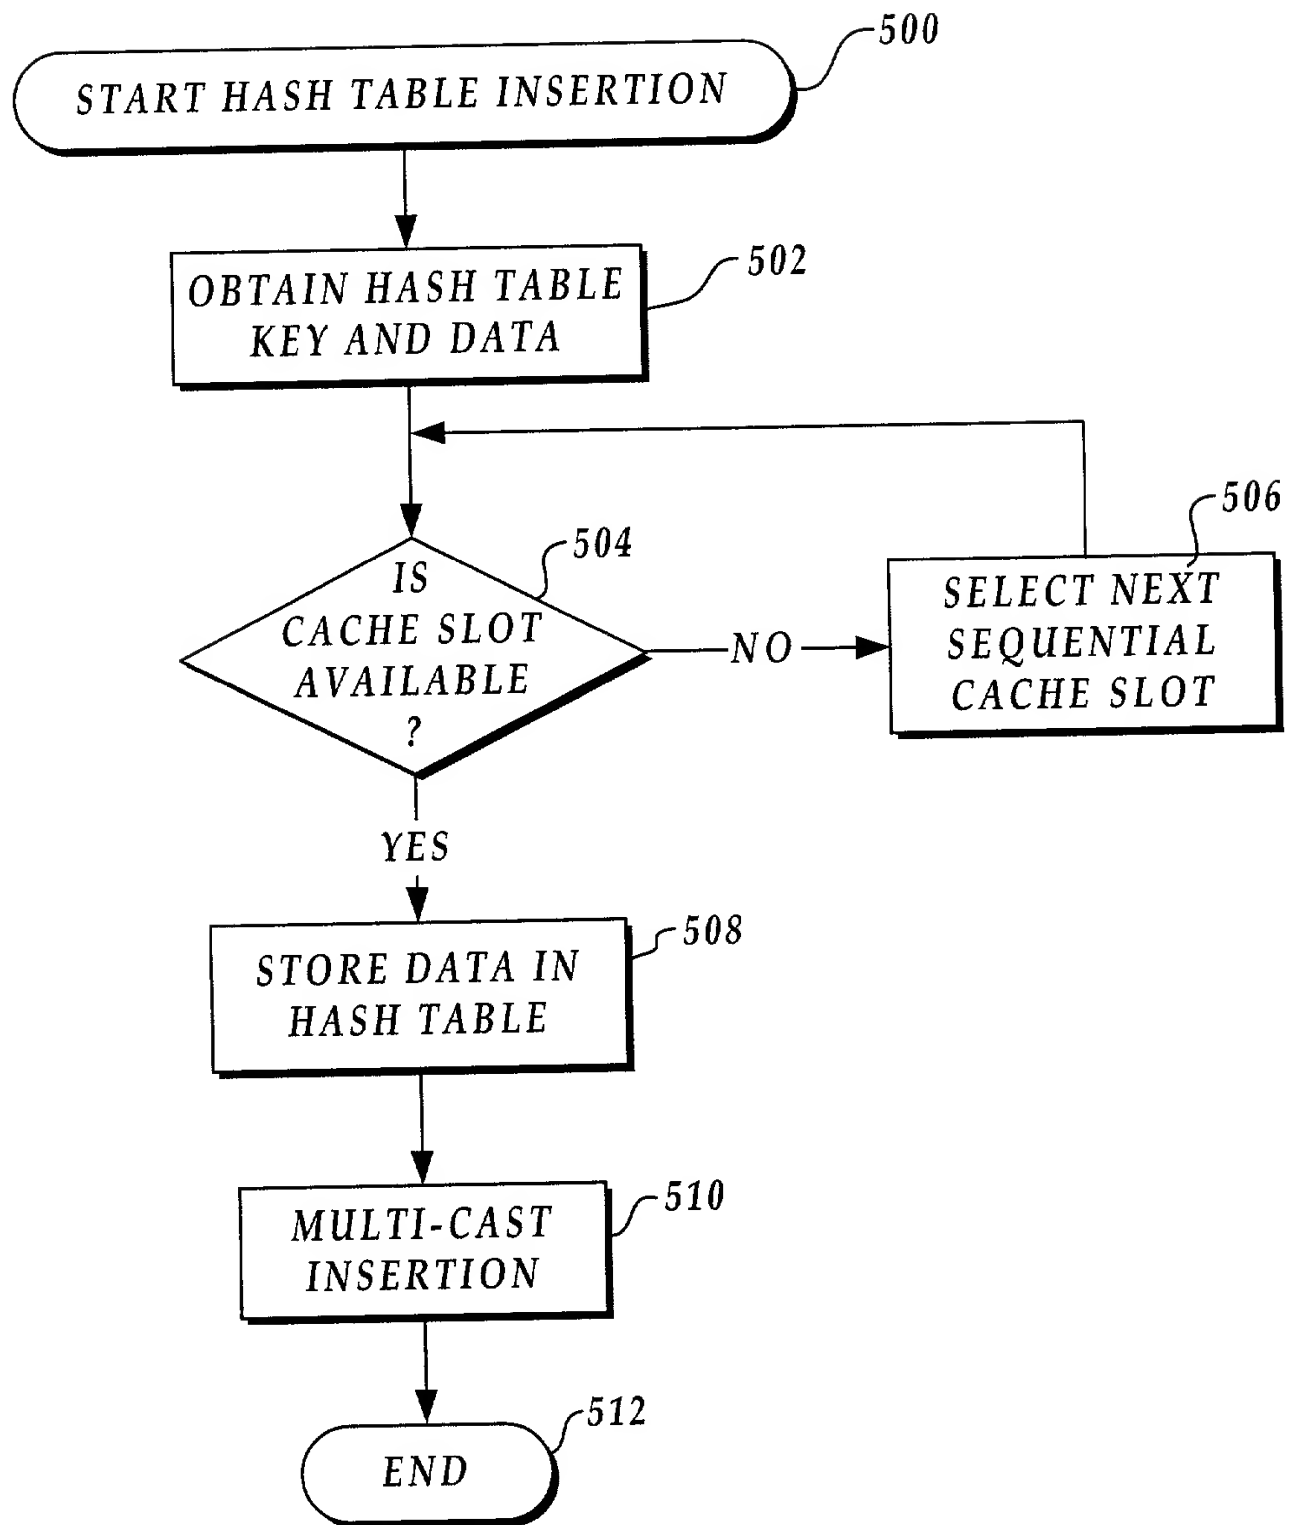 500
START HASH TABLE INSERTION
502
OBTAIN HASH TABLE
KEY AND DATA
504
IS
CACHE SLOT
AVAILABLE
?
NO
506
SELECT NEXT
SEQUENTIAL
CACHE SLOT
YES
508
STORE DATA IN
HASH TABLE
510
MULTI-CAST
INSERTION
512
END